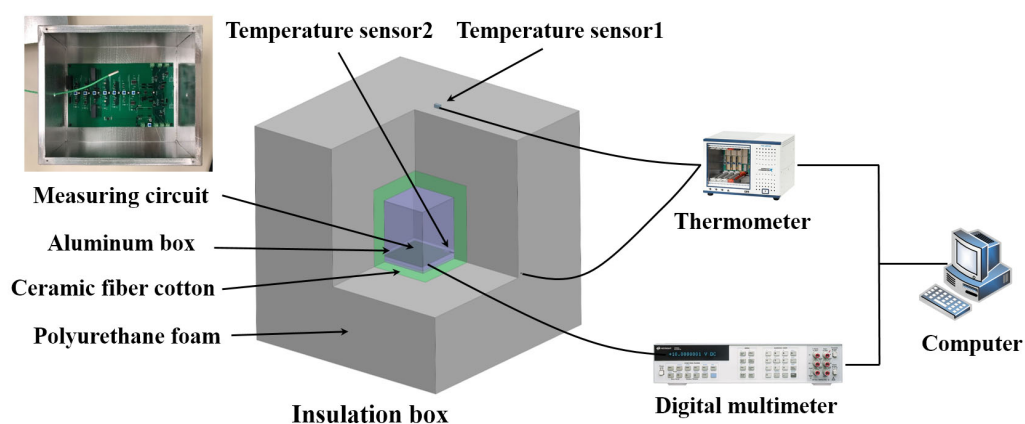 Temperature sensor2
Temperature sensor1
Measuring circuit
Aluminum box
Ceramic fiber cotton
Polyurethane foam
Insulation box
Thermometer
Digital multimeter
Computer